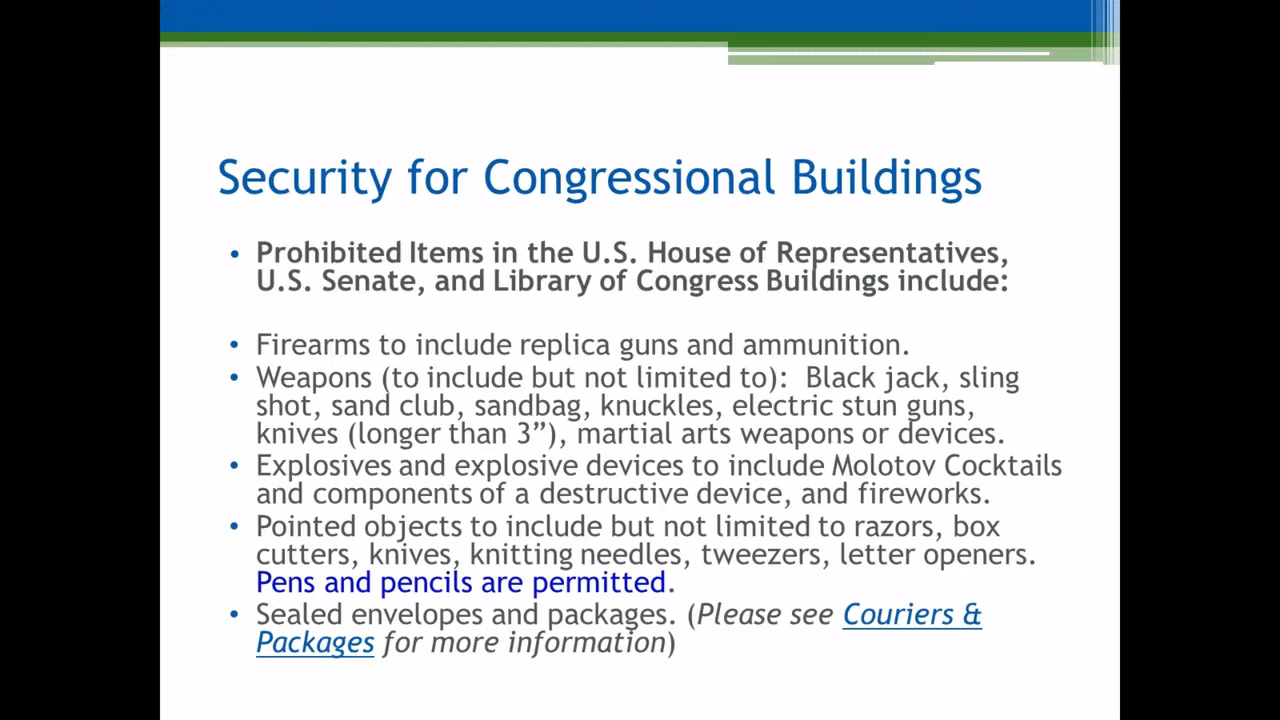 Security for Congressional Buildings
• Prohibited Items in the U.S. House of Representatives,
U.S. Senate, and Library of Congress Buildings include:
• Firearms to include replica guns and ammunition.
• Weapons (to include but not limited to):  Black jack, sling
shot, sand club, sandbag, knuckles, electric stun guns,
knives (longer than 3”), martial arts weapons or devices.
• Explosives and explosive devices to include Molotov Cocktails
and components of a destructive device, and fireworks.
• Pointed objects to include but not limited to razors, box
cutters, knives, knitting needles, tweezers, letter openers.
Pens and pencils are permitted.
• Sealed envelopes and packages. (Please see Couriers &
Packages for more information)